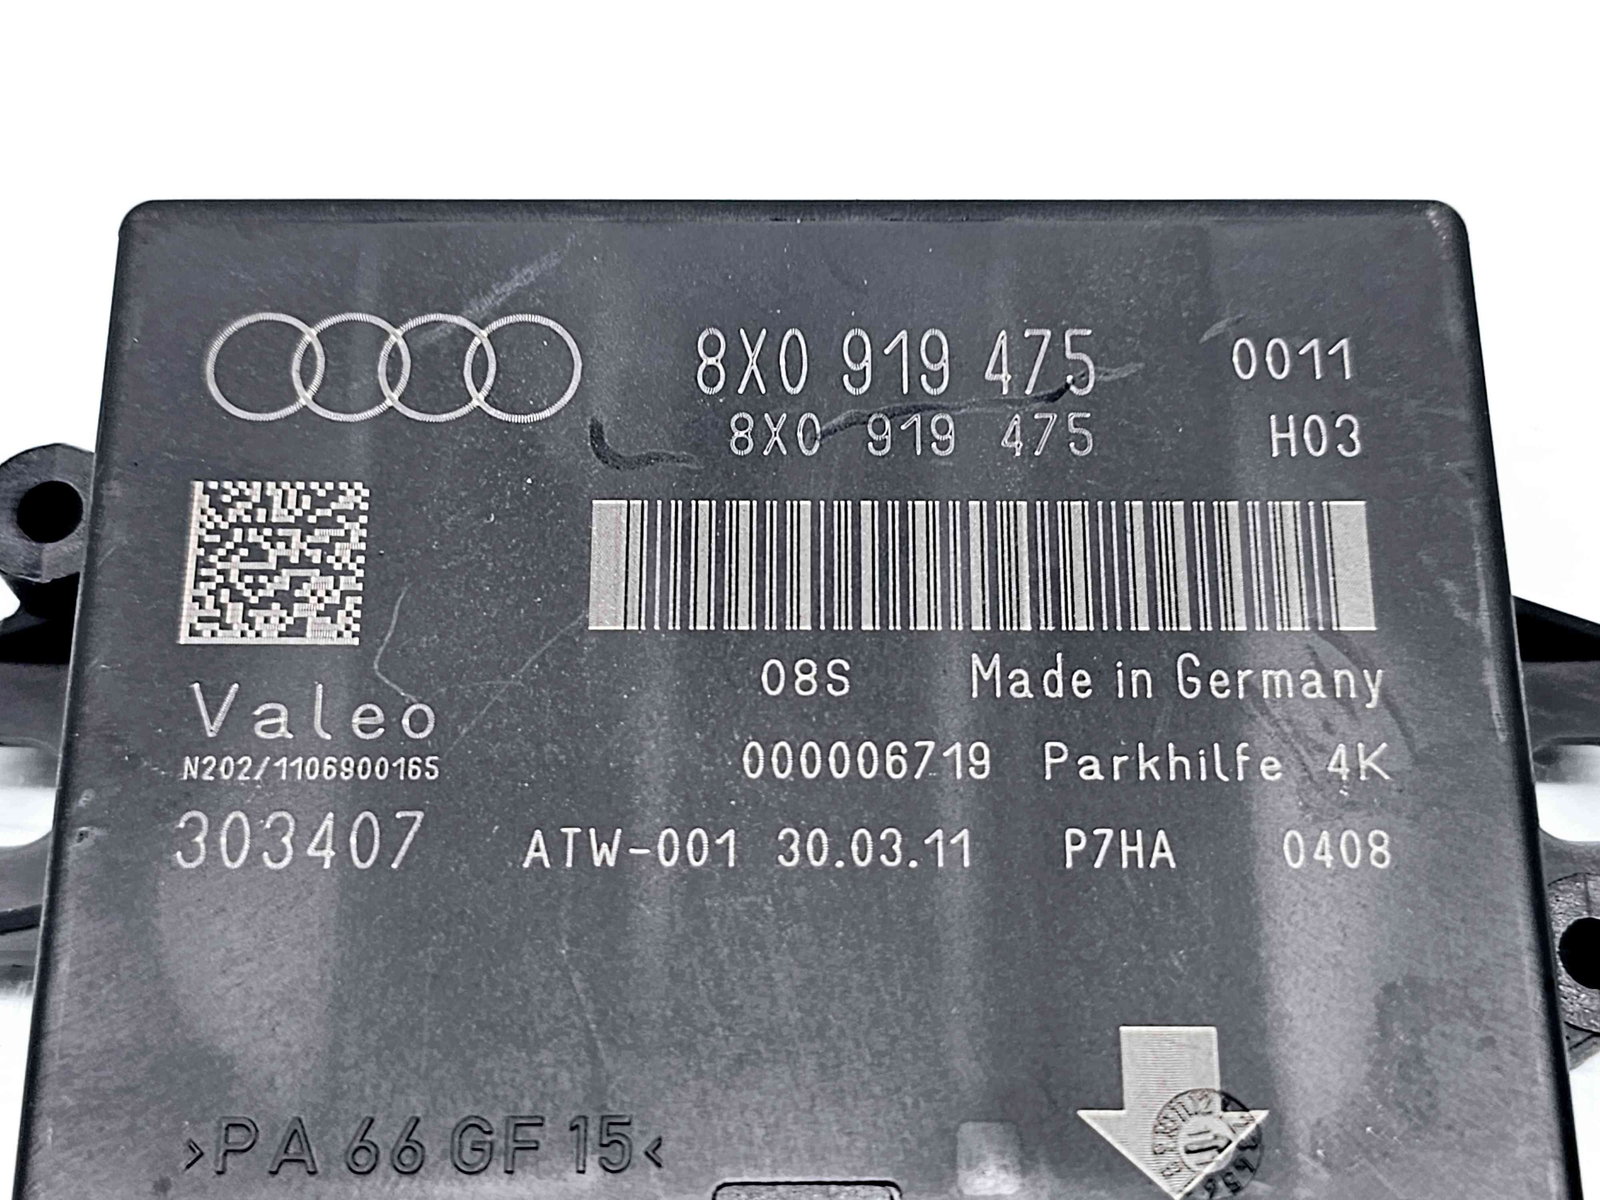 8X0 919 475 0011
8X0 919 475 H03
08S Made in Germany
Valeo
N202/1106800165
000006719 Parkhilfe 4K
303407
ATW-001 30.03.11 P7HA 0408
>PA 66 GF 15<